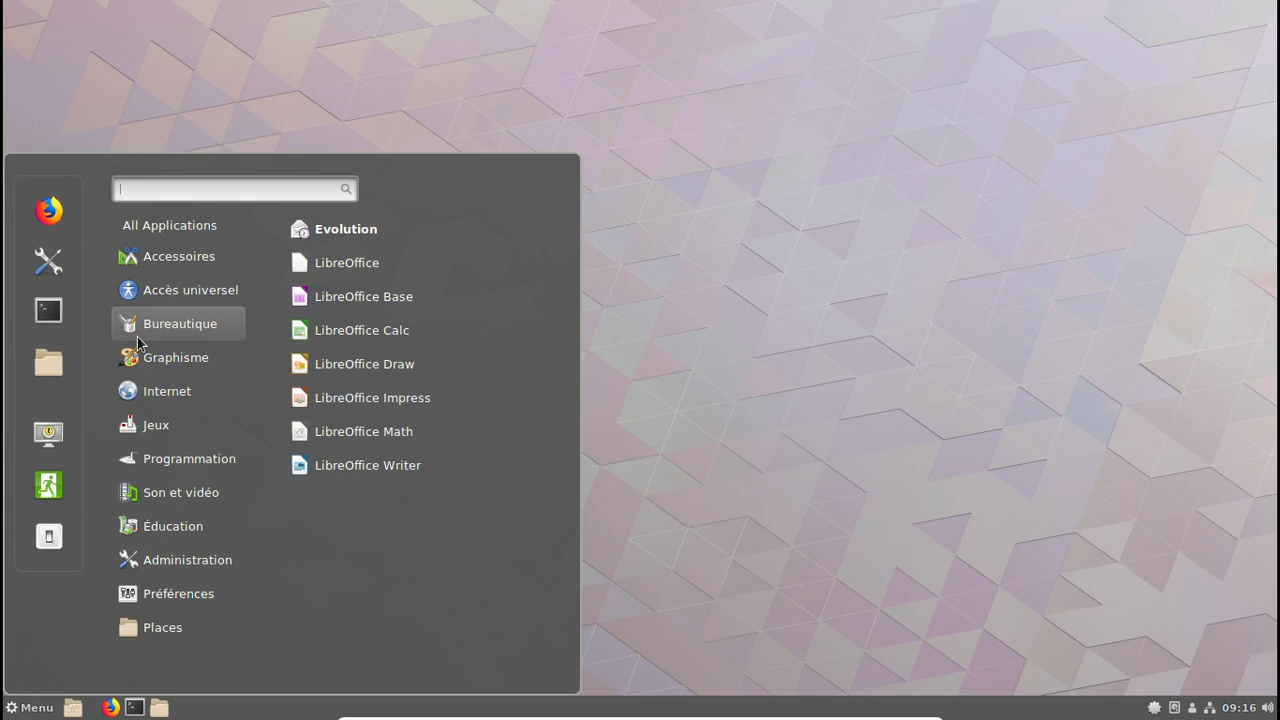 All Applications
Accessoires
Accès universel
Bureautique
Graphisme
Internet
Jeux
Programmation
Son et vidéo
Éducation
Administration
Préférences
Places
Evolution
LibreOffice
LibreOffice Base
LibreOffice Calc
LibreOffice Draw
LibreOffice Impress
LibreOffice Math
LibreOffice Writer
Menu
09:16